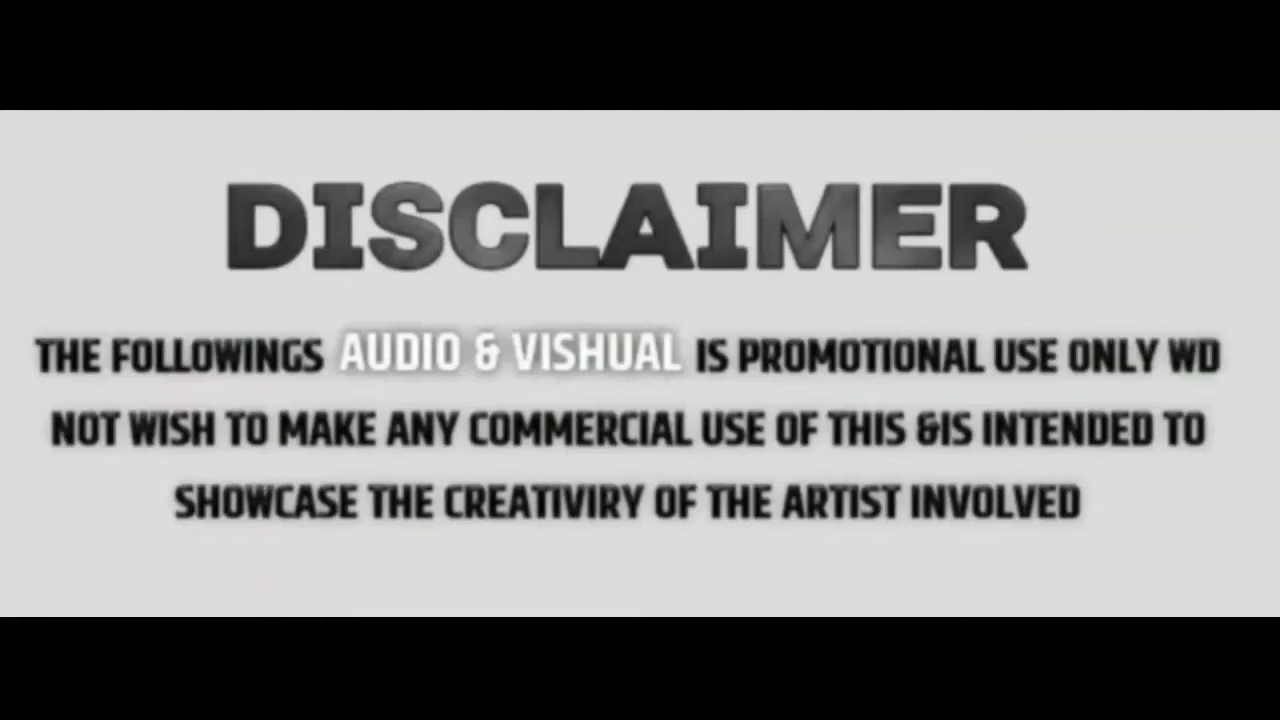 DISCLAIMER
THE FOLLOWINGS AUDIO & VISHUAL IS PROMOTIONAL USE ONLY WD
NOT WISH TO MAKE ANY COMMERCIAL USE OF THIS &IS INTENDED TO
SHOWCASE THE CREATIVIRY OF THE ARTIST INVOLVED